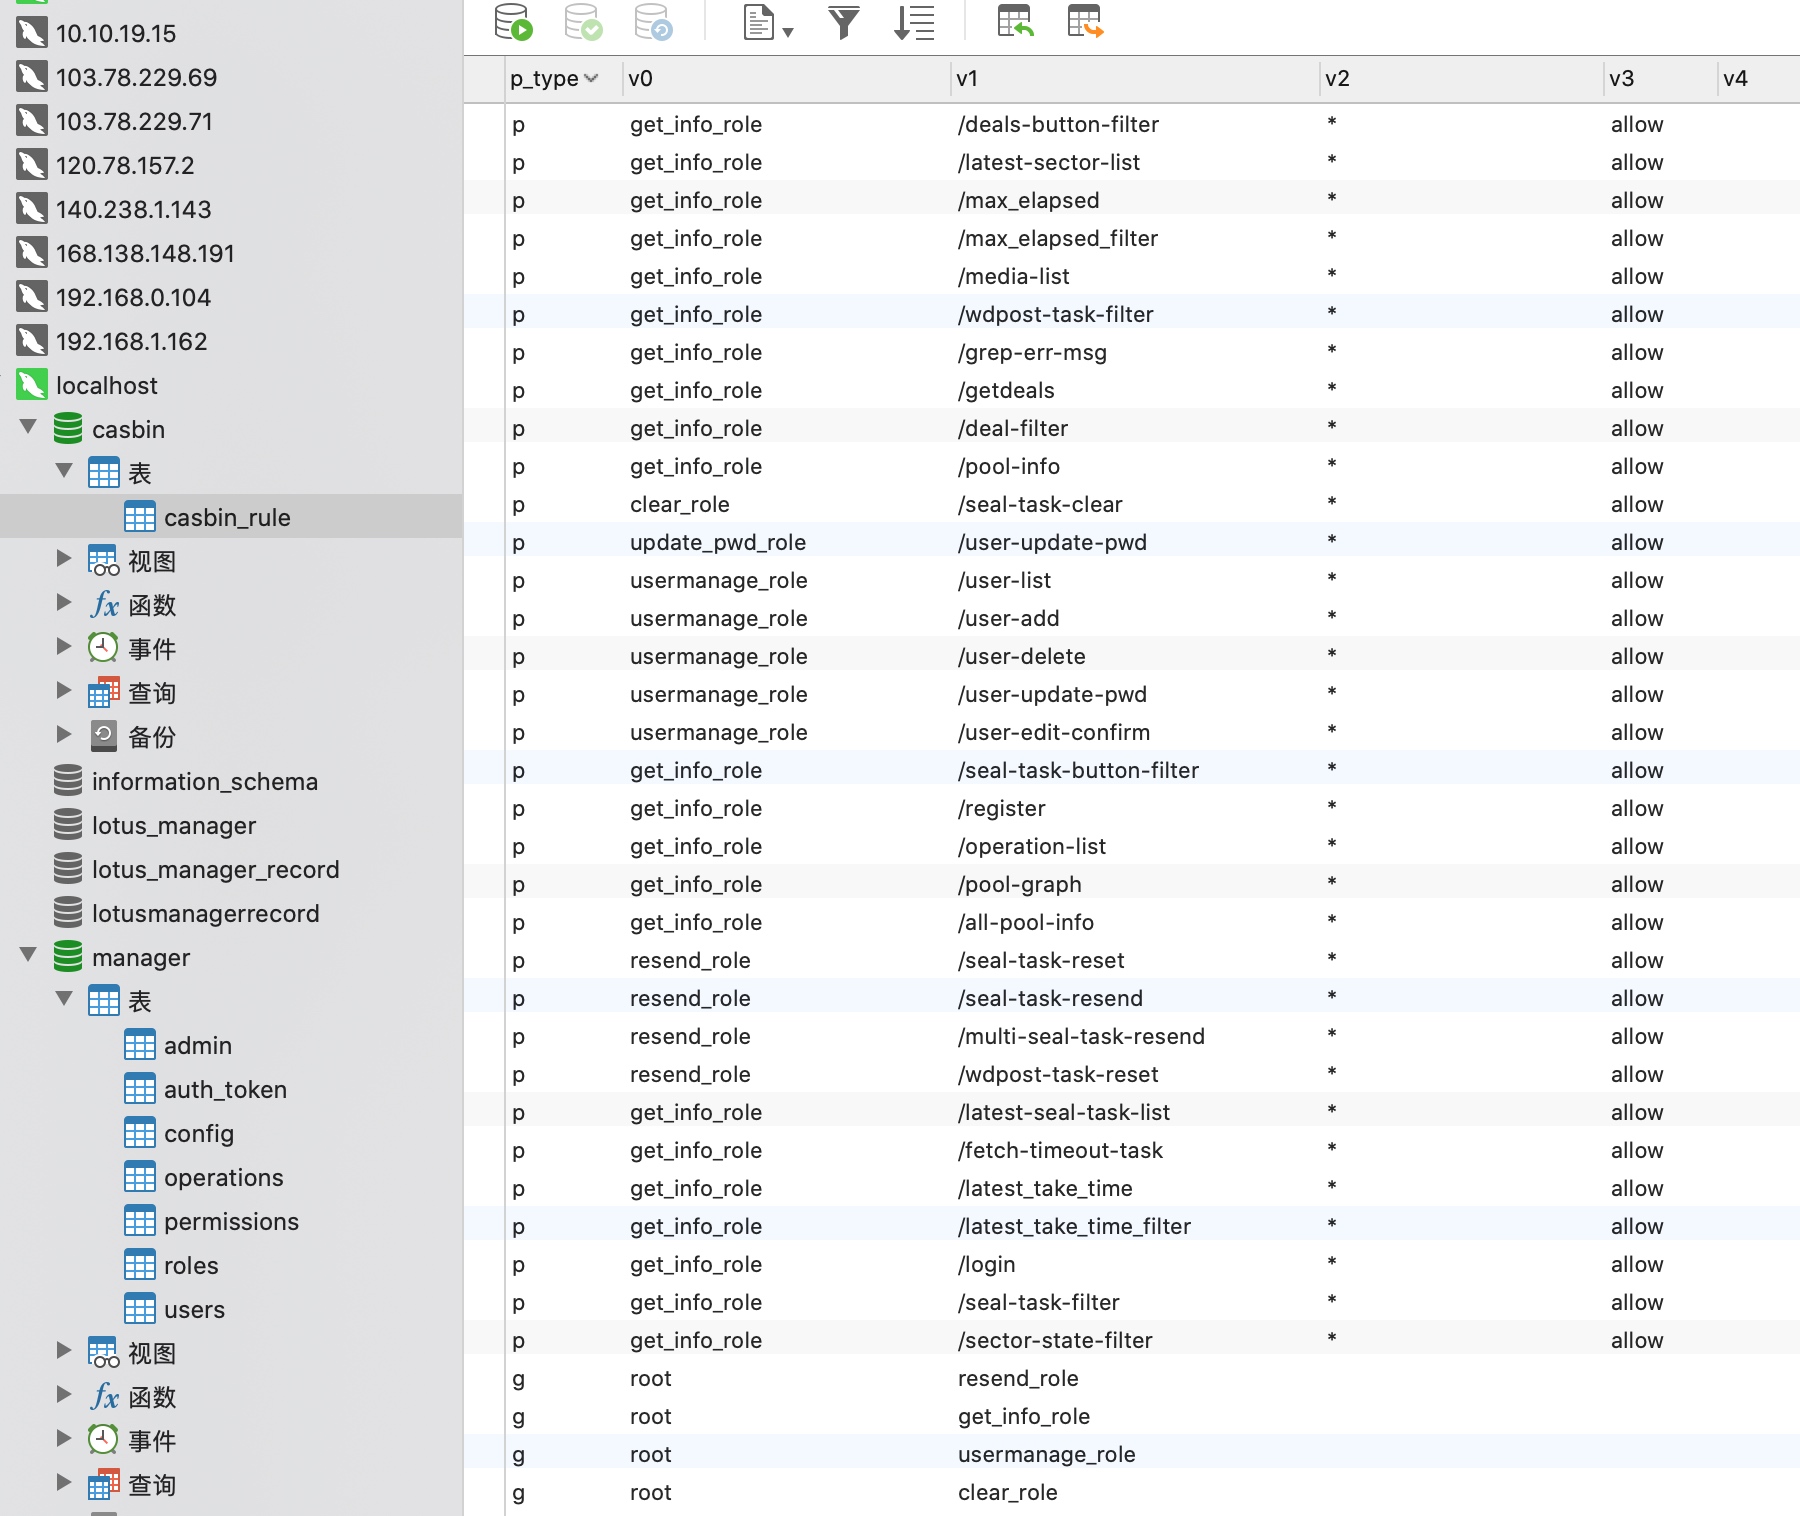 10.10.19.15
103.78.229.69
103.78.229.71
120.78.157.2
140.238.1.143
168.138.148.191
192.168.0.104
192.168.1.162
localhost
casbin
表
casbin_rule
视图
fx 函数
事件
查询
备份
information_schema
lotus_manager
lotus_manager_record
lotusmanagerrecord
manager
表
admin
auth_token
config
operations
permissions
roles
users
视图
fx 函数
事件
查询
p_type v0 v1 v2 v3 v4
p get_info_role /deals-button-filter * allow
p get_info_role /latest-sector-list * allow
p get_info_role /max_elapsed * allow
p get_info_role /max_elapsed_filter * allow
p get_info_role /media-list * allow
p get_info_role /wdpost-task-filter * allow
p get_info_role /grep-err-msg * allow
p get_info_role /getdeals * allow
p get_info_role /deal-filter * allow
p get_info_role /pool-info * allow
p clear_role /seal-task-clear * allow
p update_pwd_role /user-update-pwd * allow
p usermanage_role /user-list * allow
p usermanage_role /user-add * allow
p usermanage_role /user-delete * allow
p usermanage_role /user-update-pwd * allow
p usermanage_role /user-edit-confirm * allow
p get_info_role /seal-task-button-filter * allow
p get_info_role /register * allow
p get_info_role /operation-list * allow
p get_info_role /pool-graph * allow
p get_info_role /all-pool-info * allow
p resend_role /seal-task-reset * allow
p resend_role /seal-task-resend * allow
p resend_role /multi-seal-task-resend * allow
p resend_role /wdpost-task-reset * allow
p get_info_role /latest-seal-task-list * allow
p get_info_role /fetch-timeout-task * allow
p get_info_role /latest_take_time * allow
p get_info_role /latest_take_time_filter * allow
p get_info_role /login * allow
p get_info_role /seal-task-filter * allow
p get_info_role /sector-state-filter * allow
g root resend_role
g root get_info_role
g root usermanage_role
g root clear_role